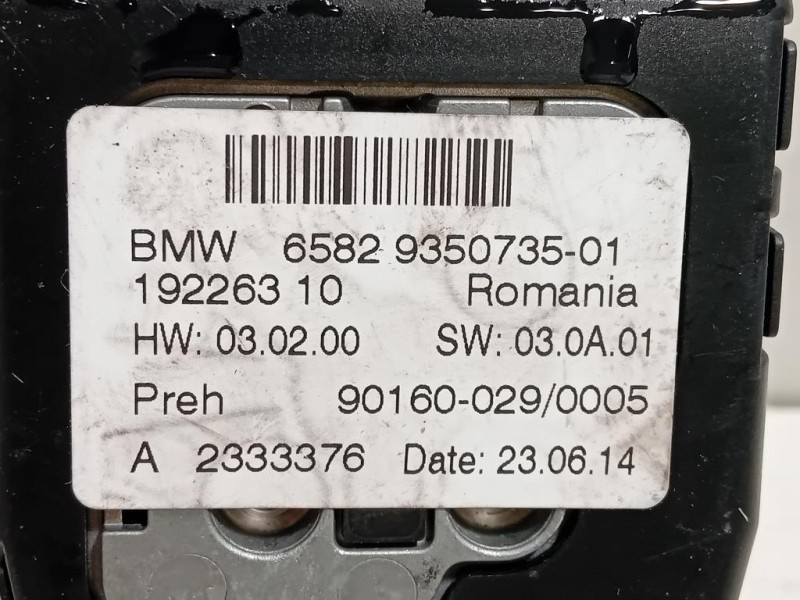 BMW 6582 9350735-01
192263 10 Romania
HW: 03.02.00 SW: 03.0A.01
Preh 90160-029/0005
A 2333376 Date: 23.06.14